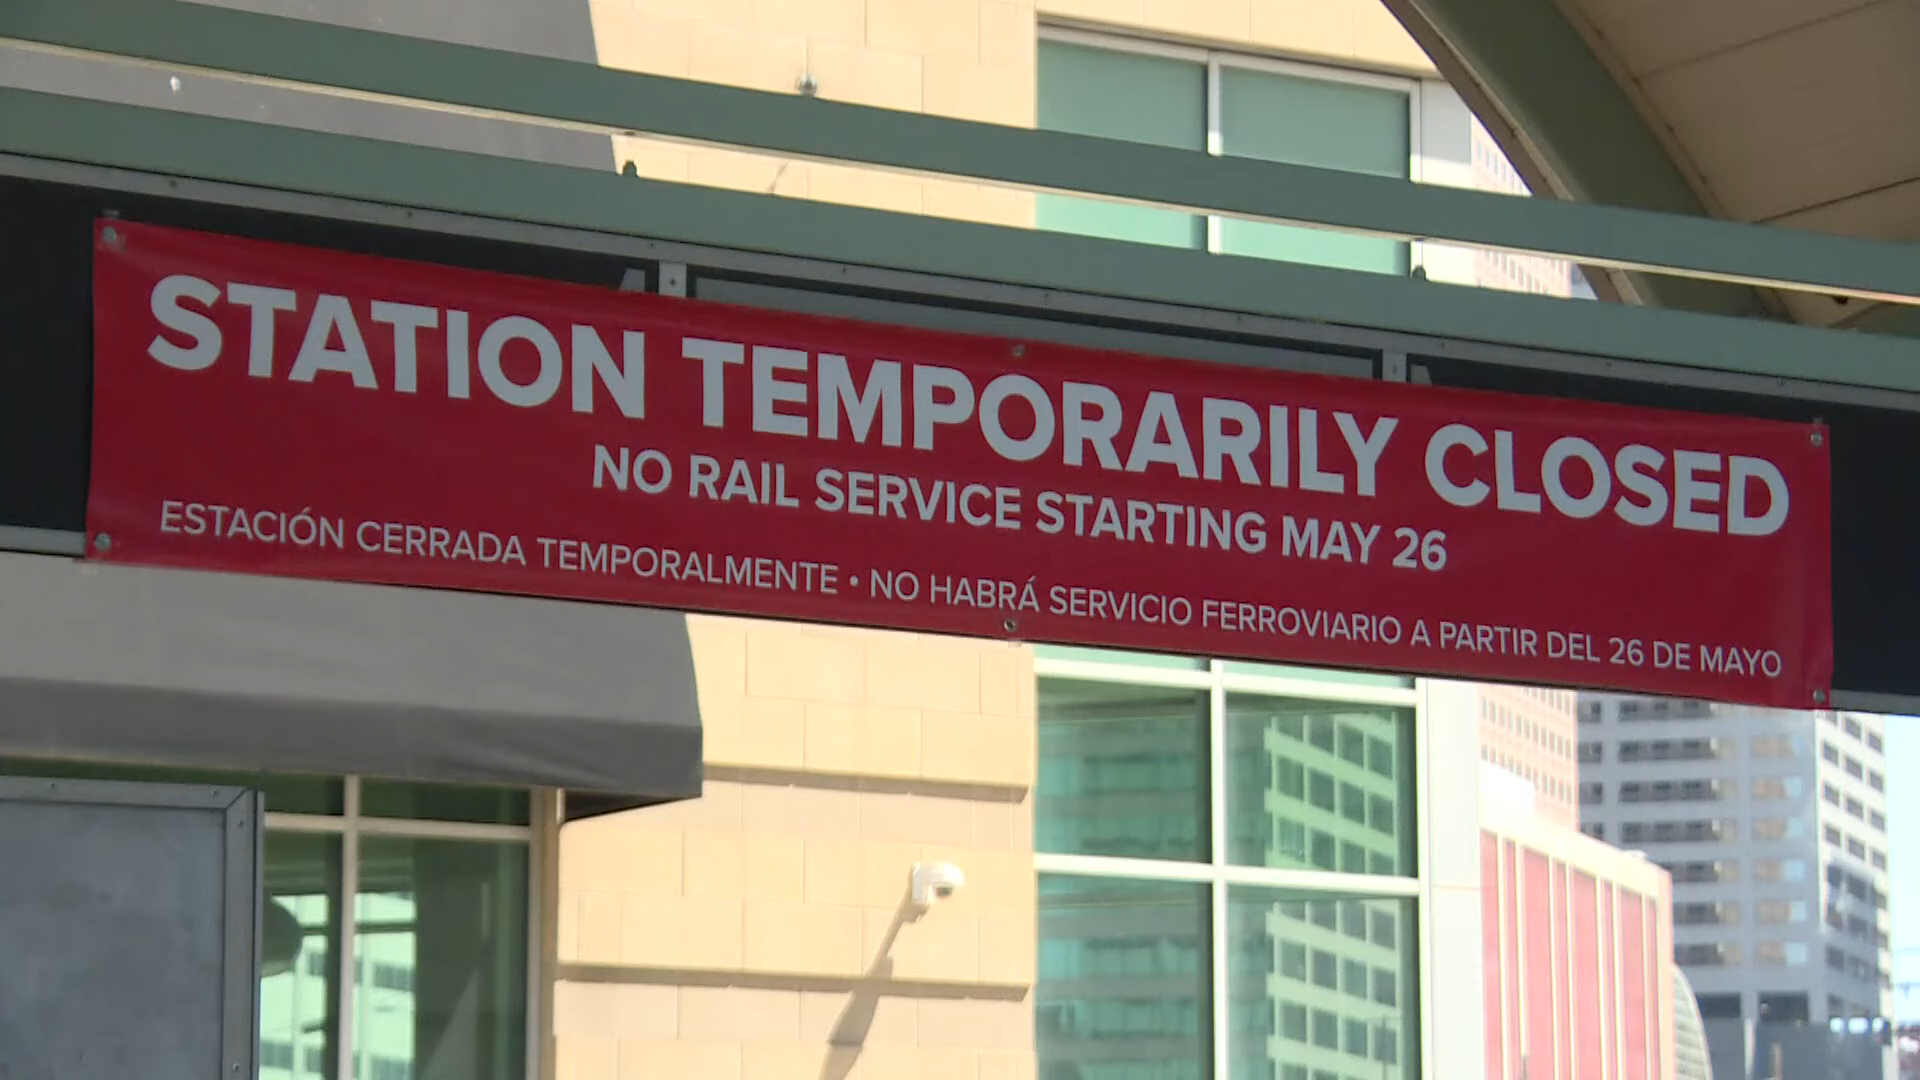 STATION TEMPORARILY CLOSED
NO RAIL SERVICE STARTING MAY 26
ESTACIÓN CERRADA TEMPORALMENTE • NO HABRÁ SERVICIO FERROVIARIO A PARTIR DEL 26 DE MAYO